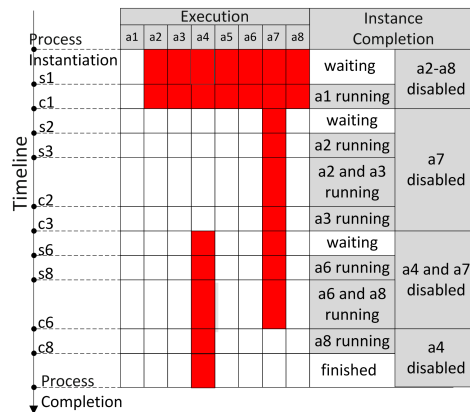 Execution
Instance
Completion
a1 a2 a3 a4 a5 a6 a7 a8
Process
Instantiation
s1
c1
s2
s3
c2
c3
s6
s8
c6
c8
Process
Completion
Timeline
waiting
a1 running
waiting
a2 running
a2 and a3
running
a3 running
waiting
a6 running
a6 and a8
running
a8 running
finished
a2-a8
disabled
a7
disabled
a4 and a7
disabled
a4
disabled